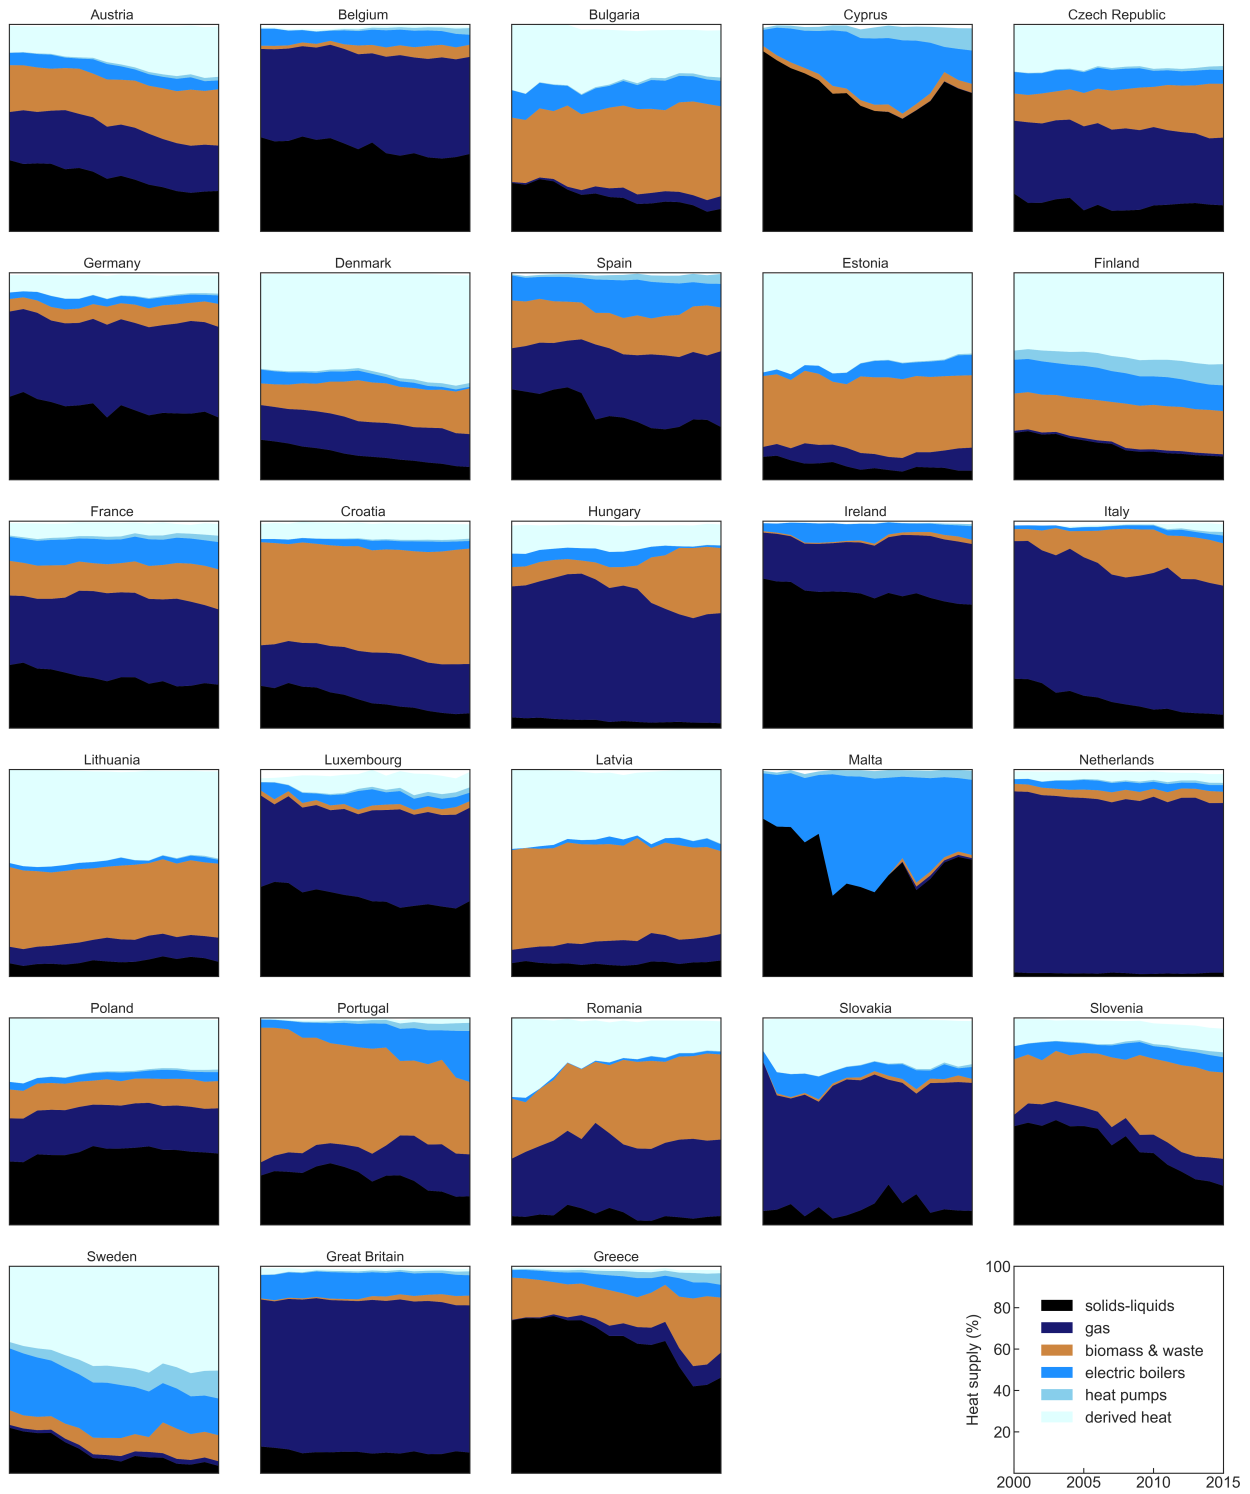 Austria
Belgium
Bulgaria
Cyprus
Czech Republic
Germany
Denmark
Spain
Estonia
Finland
France
Croatia
Hungary
Ireland
Italy
Lithuania
Luxembourg
Latvia
Malta
Netherlands
Poland
Portugal
Romania
Slovakia
Slovenia
Sweden
Great Britain
Greece
Heat supply (%)
100
80
60
40
20
solids-liquids
gas
biomass & waste
electric boilers
heat pumps
derived heat
2000
2005
2010
2015